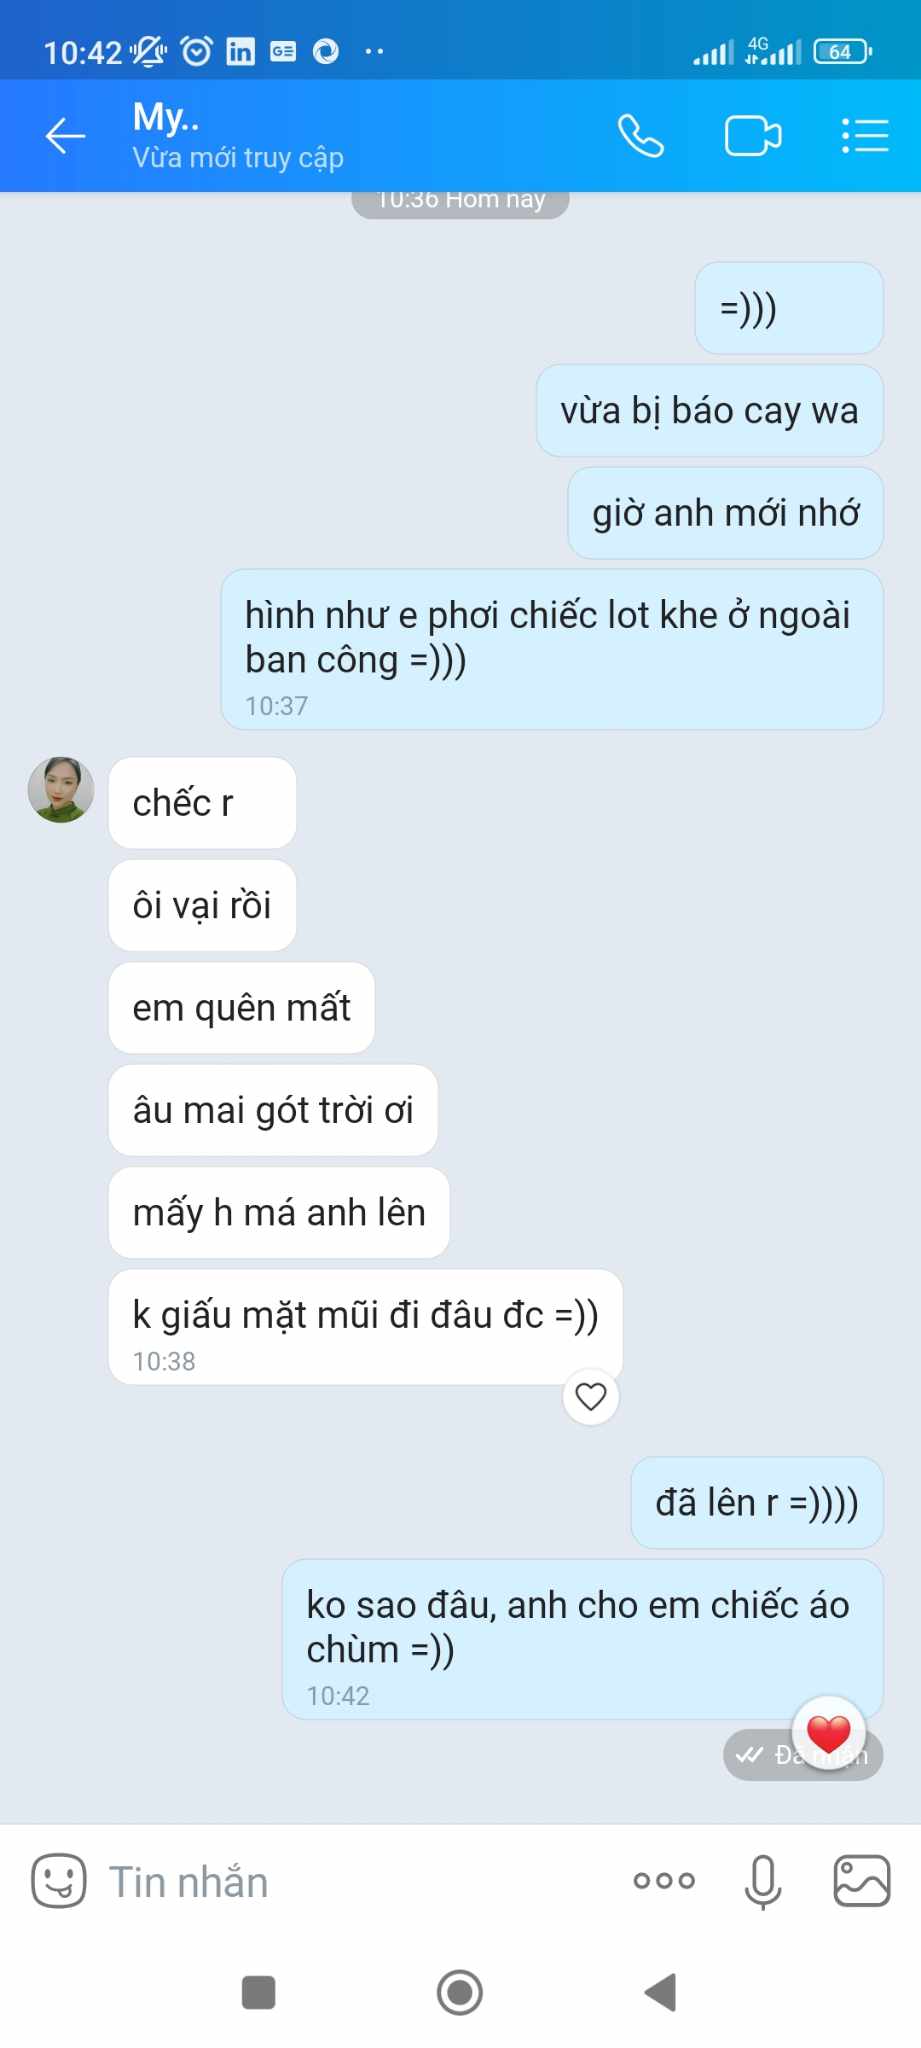 10:42
4G
64
My..
Vừa mới truy cập
10:36 Hôm nay
=)))
vừa bị báo cay wa
giờ anh mới nhớ
hình như e phơi chiếc lot khe ở ngoài
ban công =)))
10:37
chếc r
ôi vại rồi
em quên mất
âu mai gót trời ơi
mấy h má anh lên
k giấu mặt mũi đi đâu đc =))
10:38
đã lên r =))))
ko sao đâu, anh cho em chiếc áo
chùm =))
10:42
Đã nhận
Tin nhắn